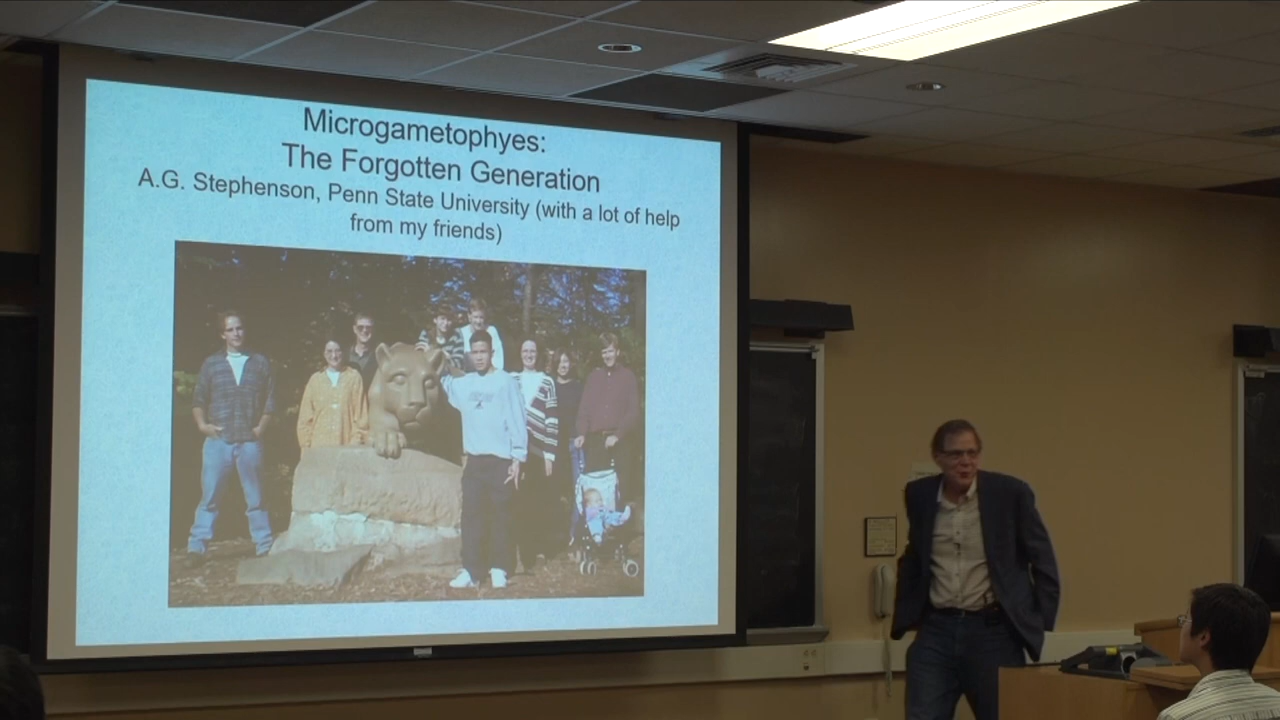 Microgametophyes:
The Forgotten Generation
A.G. Stephenson, Penn State University (with a lot of help
from my friends)